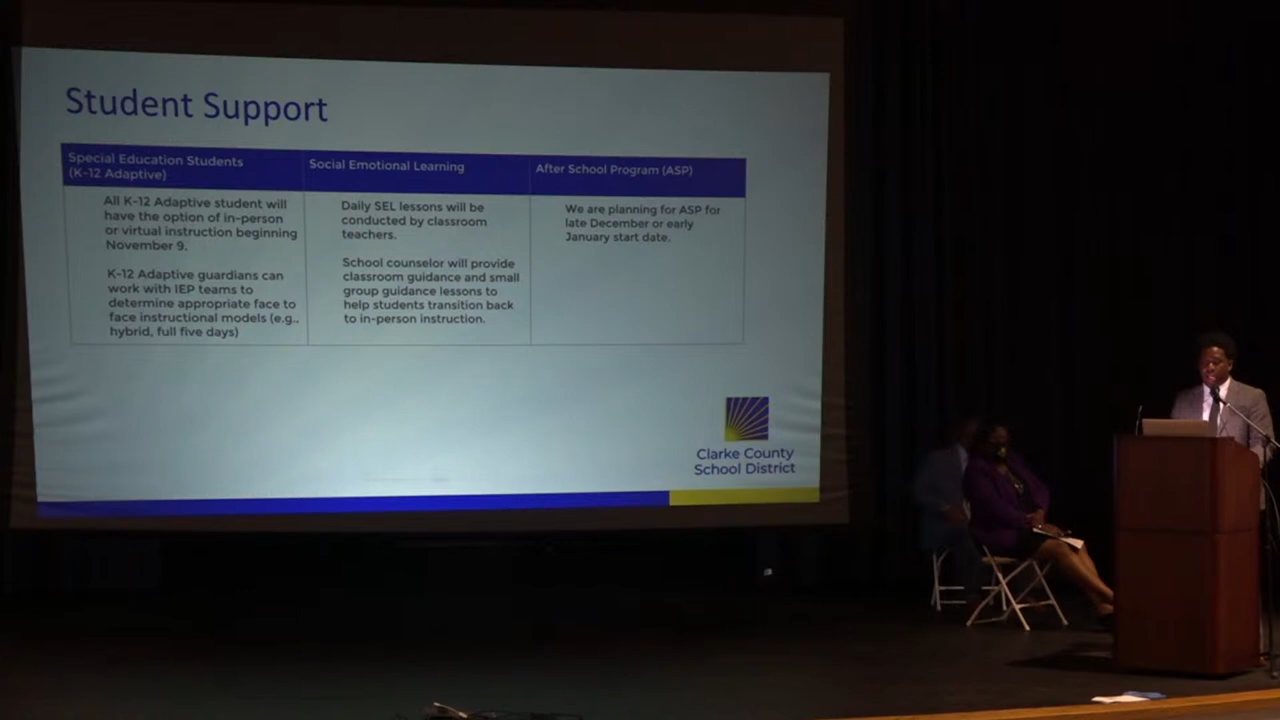 Student Support
Special Education Students
(K-12 Adaptive)
All K-12 Adaptive student will
have the option of in-person
or virtual instruction beginning
November 9.
K-12 Adaptive guardians can
work with IEP teams to
determine appropriate face to
face instructional models (e.g.,
hybrid, full five days)
Social Emotional Learning
Daily SEL lessons will be
conducted by classroom
teachers.
School counselor will provide
classroom guidance and small
group guidance lessons to
help students transition back
to in-person instruction.
After School Program (ASP)
We are planning for ASP for
late December or early
January start date.
Clarke County
School District